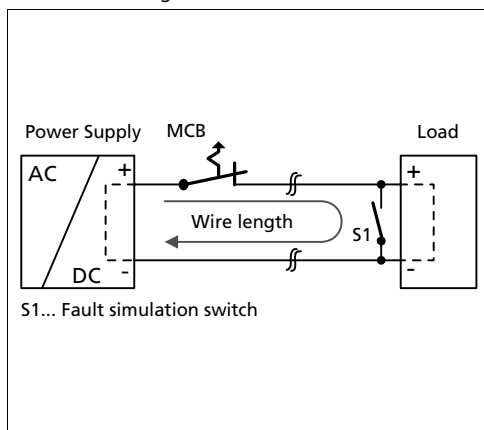 Power Supply MCB Load
AC + +
Wire length
S1
DC - -
S1... Fault simulation switch